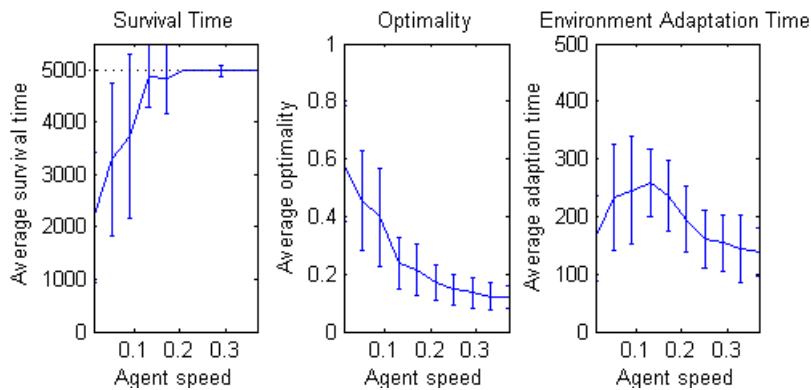 Survival Time
Average survival time
5000
4000
3000
2000
1000
0
0.1 0.2 0.3
Agent speed
Optimality
Average optimality
1
0.8
0.6
0.4
0.2
0
0.1 0.2 0.3
Agent speed
Environment Adaptation Time
Average adaption time
500
400
300
200
100
0
0.1 0.2 0.3
Agent speed